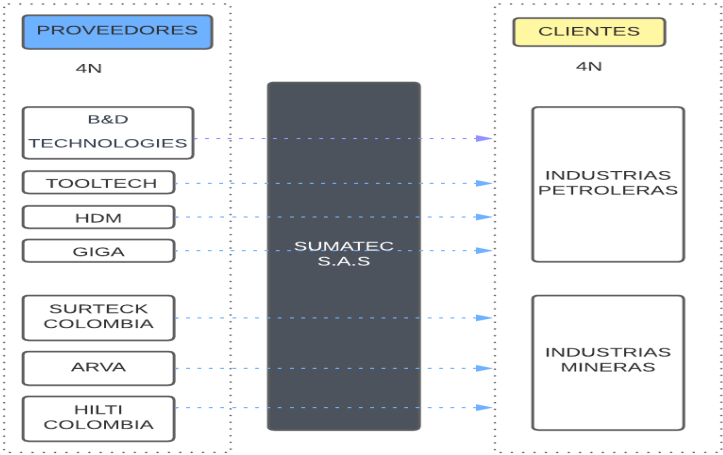 PROVEEDORES
4N
B&D
TECHNOLOGIES
TOOLTECH
HDM
GIGA
SURTECK
COLOMBIA
ARVA
HILTI
COLOMBIA
SUMATEC
S.A.S
CLIENTES
4N
INDUSTRIAS
PETROLERAS
INDUSTRIAS
MINERAS